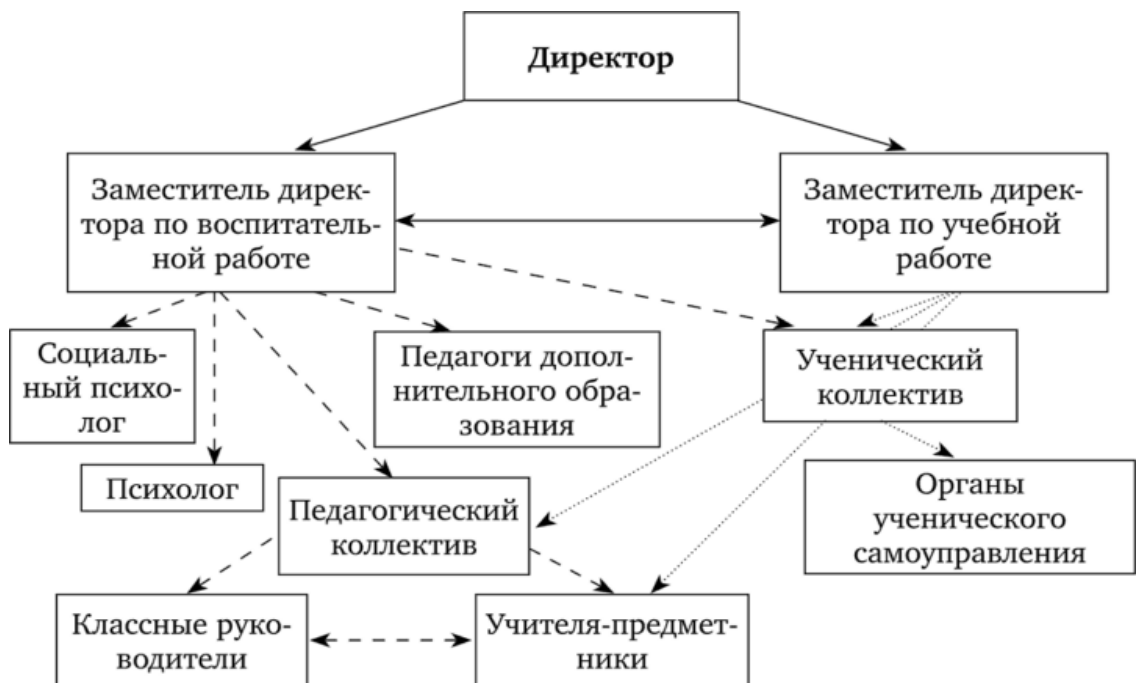 Директор
Заместитель дирек-
тора по воспитатель-
ной работе
Заместитель дирек-
тора по учебной
работе
Социаль-
ный психо-
лог
Педагоги допол-
нительного обра-
зования
Ученический
коллектив
Психолог
Педагогический
коллектив
Органы
ученического
самоуправления
Классные руко-
водители
Учителя-предмет-
ники